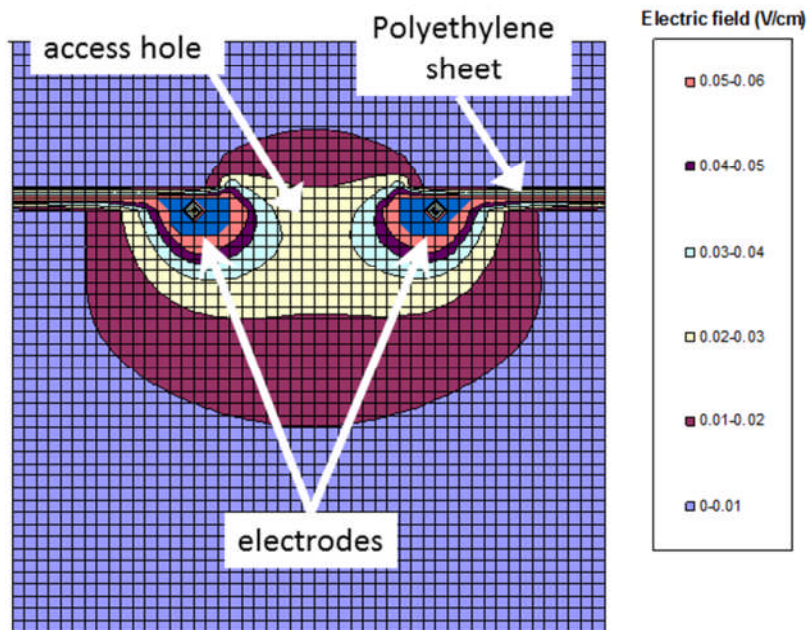 access hole
Polyethylene
sheet
electrodes
Electric field (V/cm)
0.05-0.06
0.04-0.05
0.03-0.04
0.02-0.03
0.01-0.02
0-0.01